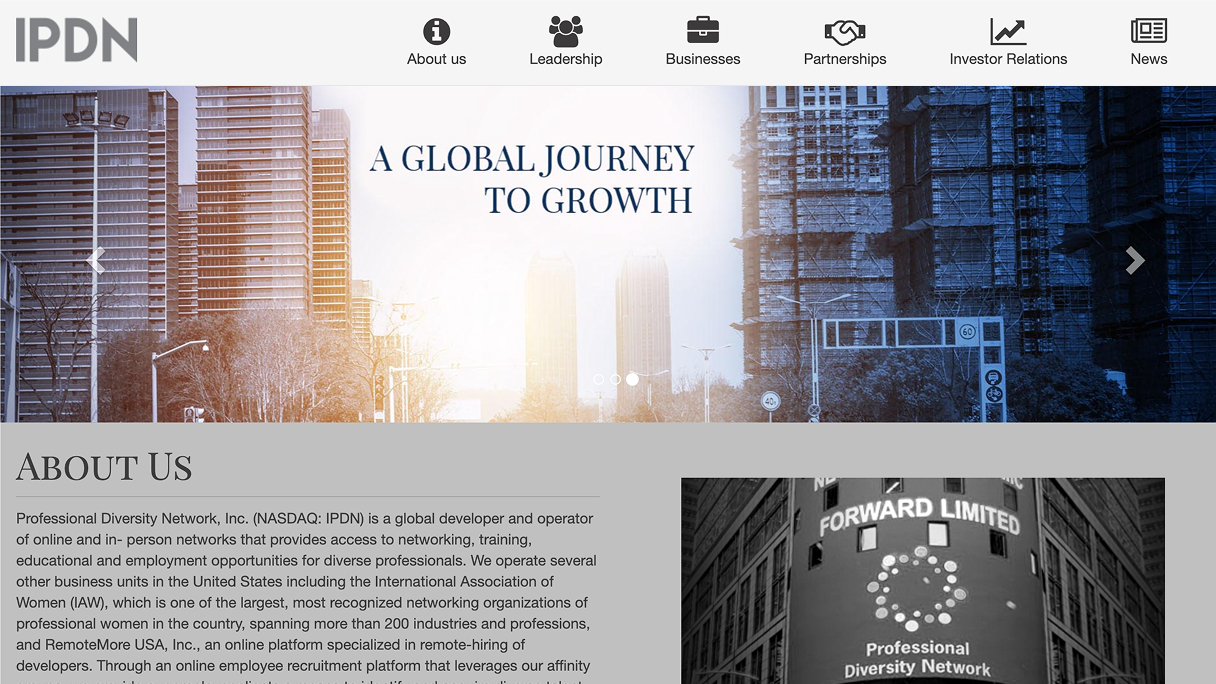 IPDN
About us
Leadership
Businesses
Partnerships
Investor Relations
News
A GLOBAL JOURNEY
TO GROWTH
60
40
ABOUT US
Professional Diversity Network, Inc. (NASDAQ: IPDN) is a global developer and operator
of online and in- person networks that provides access to networking, training,
educational and employment opportunities for diverse professionals. We operate several
other business units in the United States including the International Association of
Women (IAW), which is one of the largest, most recognized networking organizations of
professional women in the country, spanning more than 200 industries and professions,
and RemoteMore USA, Inc., an online platform specialized in remote-hiring of
developers. Through an online employee recruitment platform that leverages our affinity
FORWARD LIMITED
Professional
Diversity Network